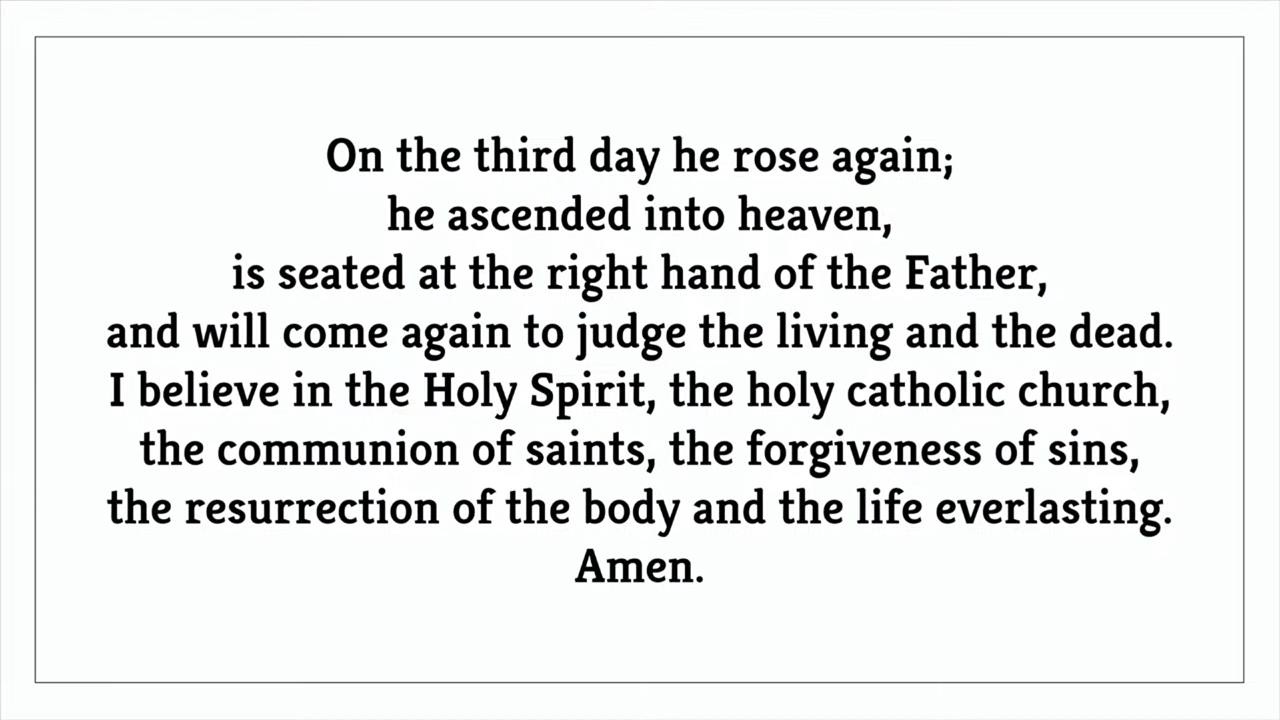 On the third day he rose again;
he ascended into heaven,
is seated at the right hand of the Father,
and will come again to judge the living and the dead.
I believe in the Holy Spirit, the holy catholic church,
the communion of saints, the forgiveness of sins,
the resurrection of the body and the life everlasting.
Amen.